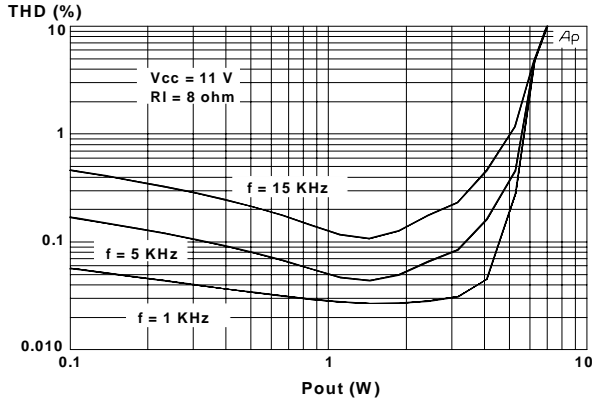 THD (%)
10
Vcc = 11 V
Rl = 8 ohm
AP
1
f = 15 KHz
0.1
f = 5 KHz
f = 1 KHz
0.010
0.1
1
10
Pout (W)